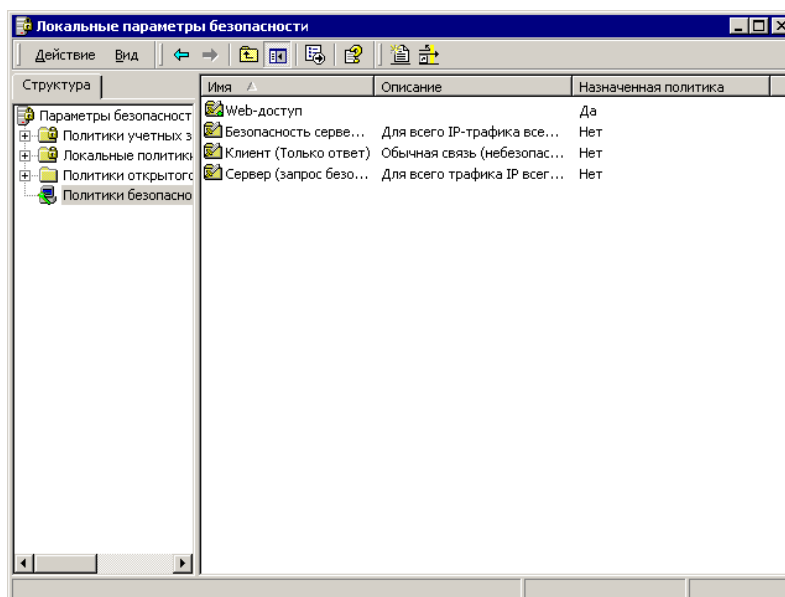 Локальные параметры безопасности
Действие Вид
Структура
Имя Описание Назначенная политика
Параметры безопасност
Политики учетных з
Локальные политик
Политики открытого
Политики безопасно
Web-доступ Да
Безопасность серве... Для всего IP-трафика все... Нет
Клиент (Только ответ) Обычная связь (небезопас... Нет
Сервер (запрос безо... Для всего трафика IP всег... Нет